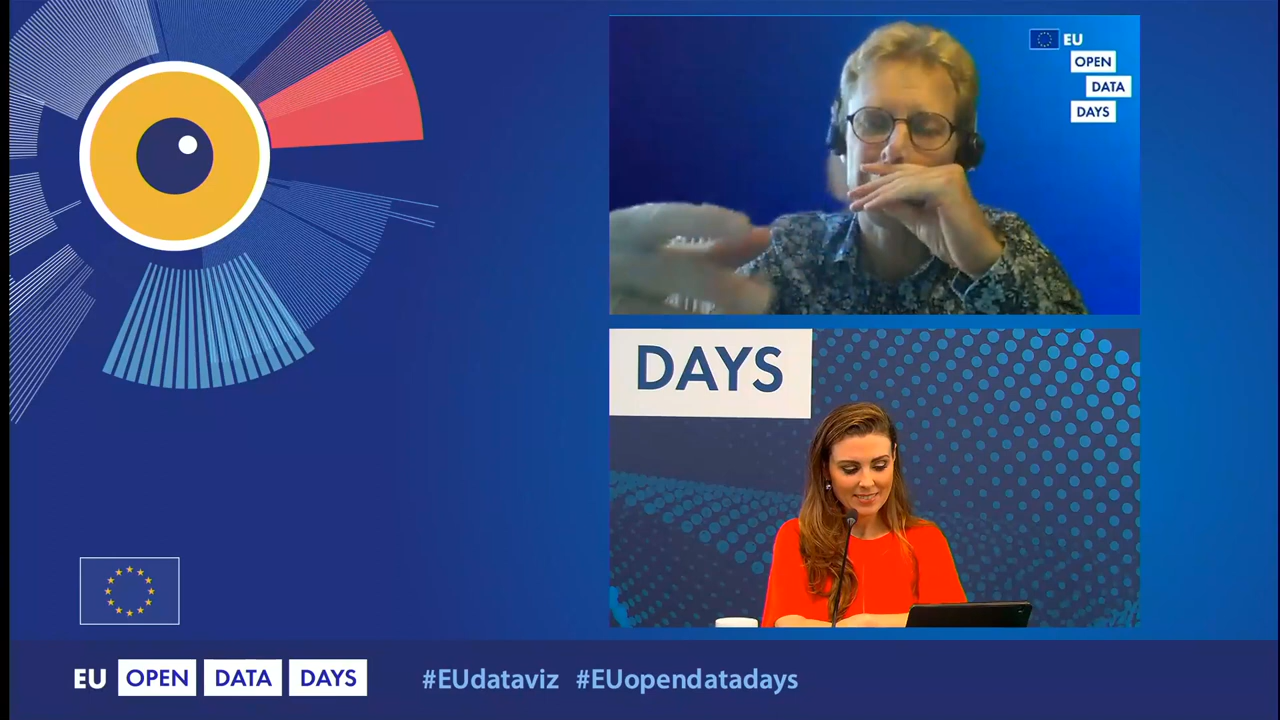 EU
OPEN
DATA
DAYS
DAYS
EU OPEN DATA DAYS #EUdataviz #EUopendatadays